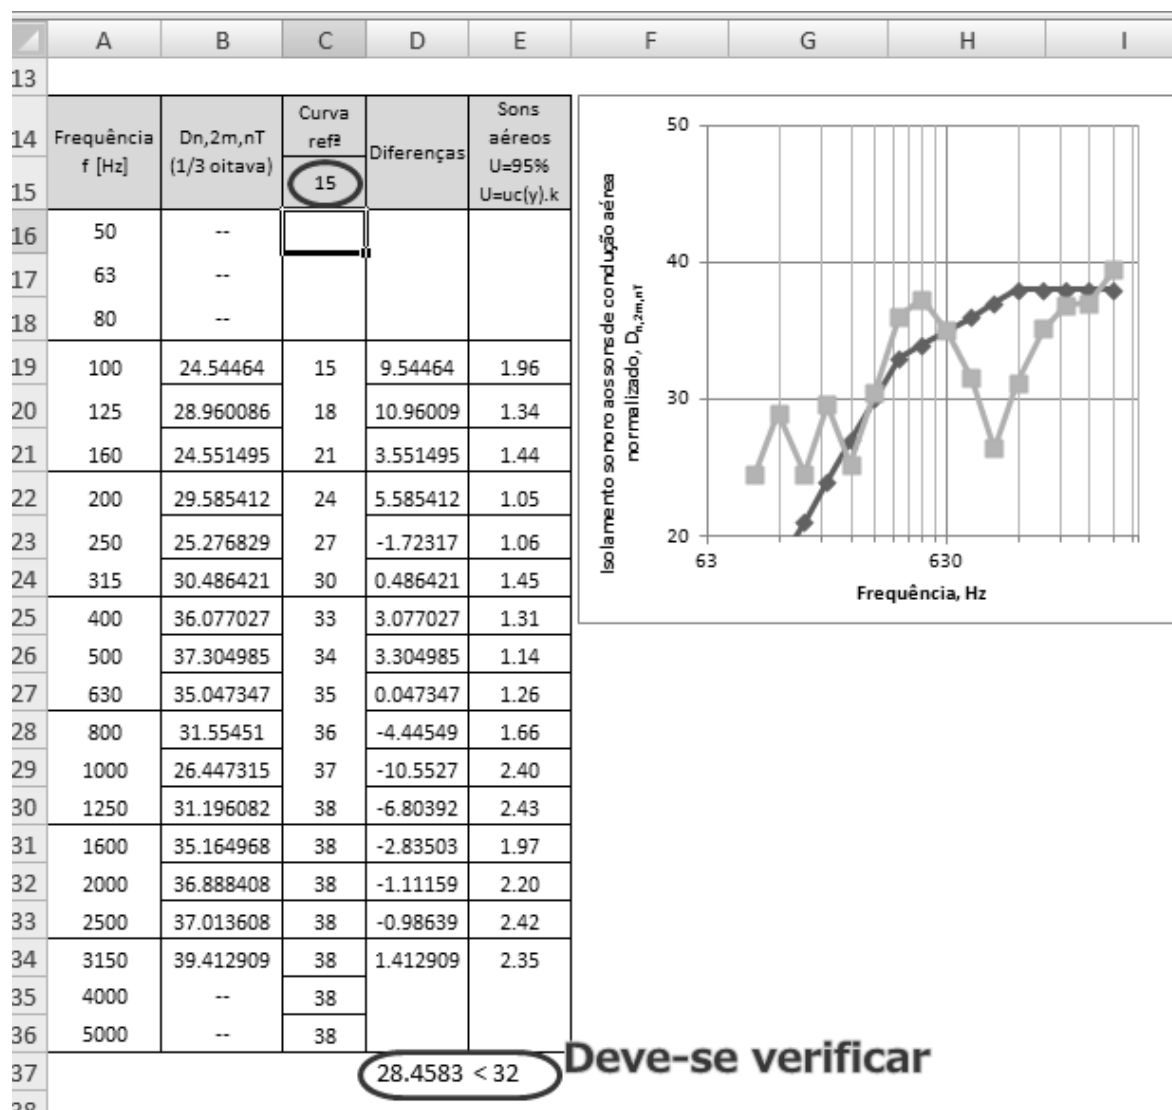 A B C D E F G H I
13
14
15
Frequência f [Hz]
Dn,2m,nT (1/3 oitava)
Curva refª
15
Diferenças
Sons aéreos U=95% U=uc(y).k
16 50 --
17 63 --
18 80 --
19 100 24.54464 15 9.54464 1.96
20 125 28.960086 18 10.96009 1.34
21 160 24.551495 21 3.551495 1.44
22 200 29.585412 24 5.585412 1.05
23 250 25.276829 27 -1.72317 1.06
24 315 30.486421 30 0.486421 1.45
25 400 36.077027 33 3.077027 1.31
26 500 37.304985 34 3.304985 1.14
27 630 35.047347 35 0.047347 1.26
28 800 31.55451 36 -4.44549 1.66
29 1000 26.447315 37 -10.5527 2.40
30 1250 31.196082 38 -6.80392 2.43
31 1600 35.164968 38 -2.83503 1.97
32 2000 36.888408 38 -1.11159 2.20
33 2500 37.013608 38 -0.98639 2.42
34 3150 39.412909 38 1.412909 2.35
35 4000 -- 38
36 5000 -- 38
37 28.4583 < 32 Deve-se verificar
38
Isolamento sonoro aos sons de condução aérea
normalizado, Dn,2m,nT
50
40
30
20
63 630
Frequência, Hz